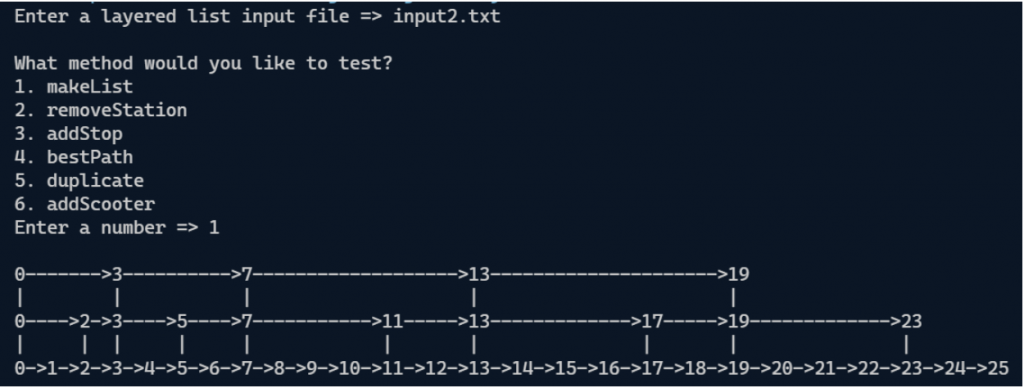 Enter a layered list input file => input2.txt
What method would you like to test?
1. makeList
2. removeStation
3. addStop
4. bestPath
5. duplicate
6. addScooter
Enter a number => 1
0------->3---------->7------------------->13--------------------->19
|        |           |                    |                       |
0---->2->3---->5---->7----------->11----->13------------->17----->19------------->23
|     |  |     |     |            |       |               |       |               |
0->1->2->3->4->5->6->7->8->9->10->11->12->13->14->15->16->17->18->19->20->21->22->23->24->25